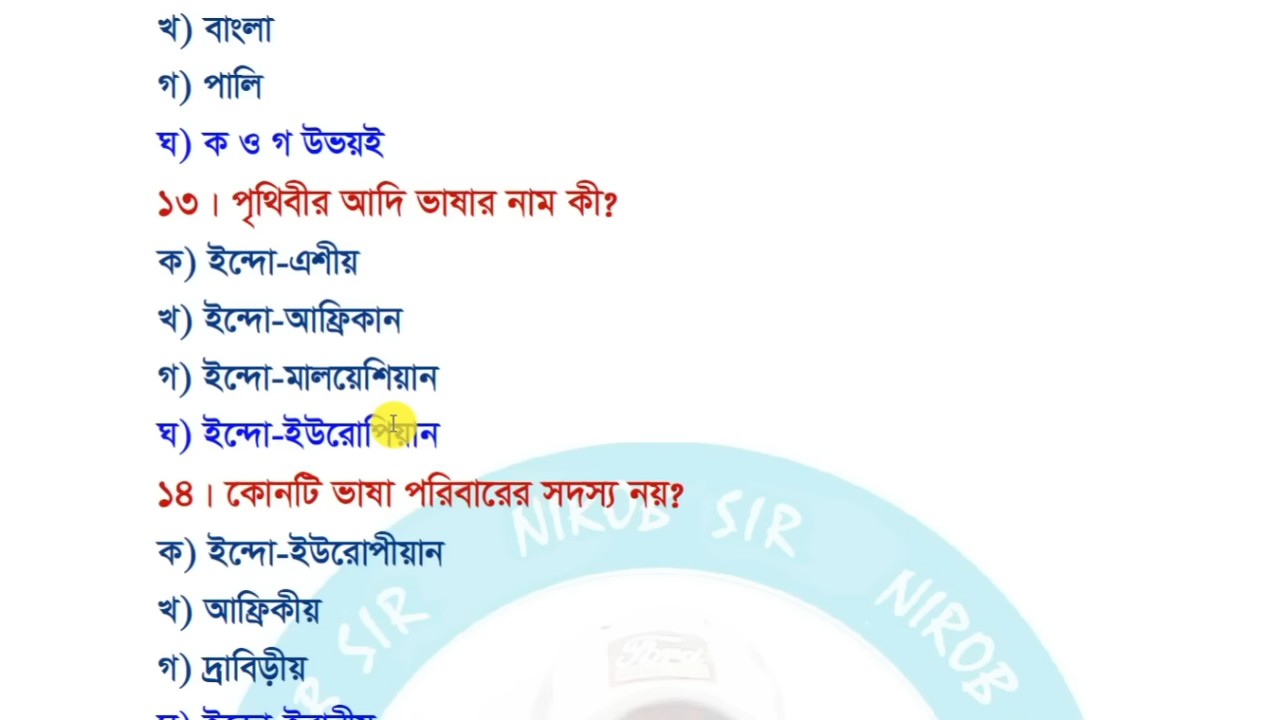 খ) বাংলা
গ) পালি
ঘ) ক ও গ উভয়ই
১৩। পৃথিবীর আদি ভাষার নাম কী?
ক) ইন্দো-এশীয়
খ) ইন্দো-আফ্রিকান
গ) ইন্দো-মালয়েশিয়ান
ঘ) ইন্দো-ইউরোপিয়ান
১৪। কোনটি ভাষা পরিবারের সদস্য নয়?
NIROB SIR
ক) ইন্দো-ইউরোপীয়ান
খ) আফ্রিকীয়
SIR
NIROB
Ford
গ) দ্রাবিড়ীয়